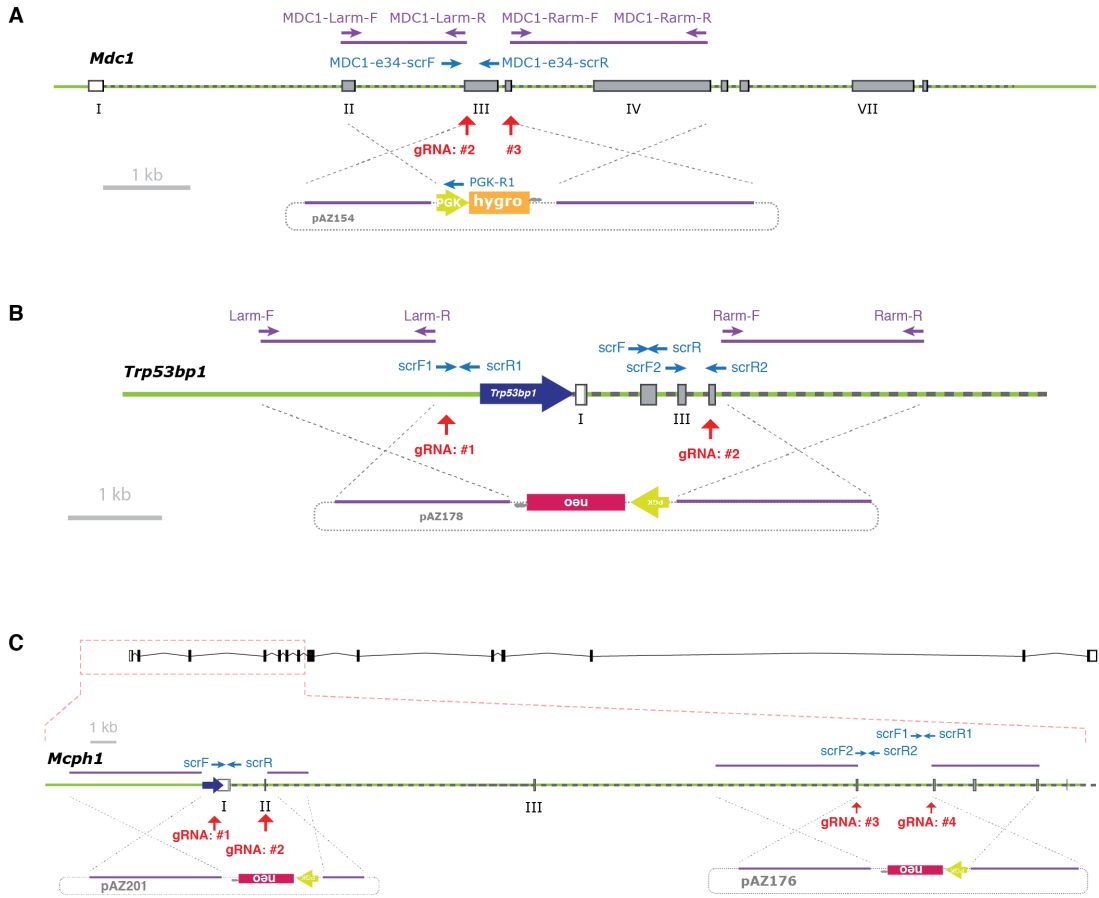 A
MDC1-Larm-F MDC1-Larm-R MDC1-Rarm-F MDC1-Rarm-R
Mdc1
MDC1-e34-scrF MDC1-e34-scrR
I II III IV VII
gRNA: #2 #3
1 kb
PGK-R1
PGK hygro
pAZ154
B
Larm-F Larm-R Rarm-F Rarm-R
scrF scrR
Trp53bp1 scrF1 scrR1 scrF2 scrR2
Trp53bp1
I III
gRNA: #1 gRNA: #2
1 kb
neo PGK
pAZ178
C
1 kb
scrF1 scrR1
Mcph1 scrF scrR scrF2 scrR2
I II III
gRNA: #1 gRNA: #3 gRNA: #4
gRNA: #2
neo PGK neo PGK
pAZ201 pAZ176